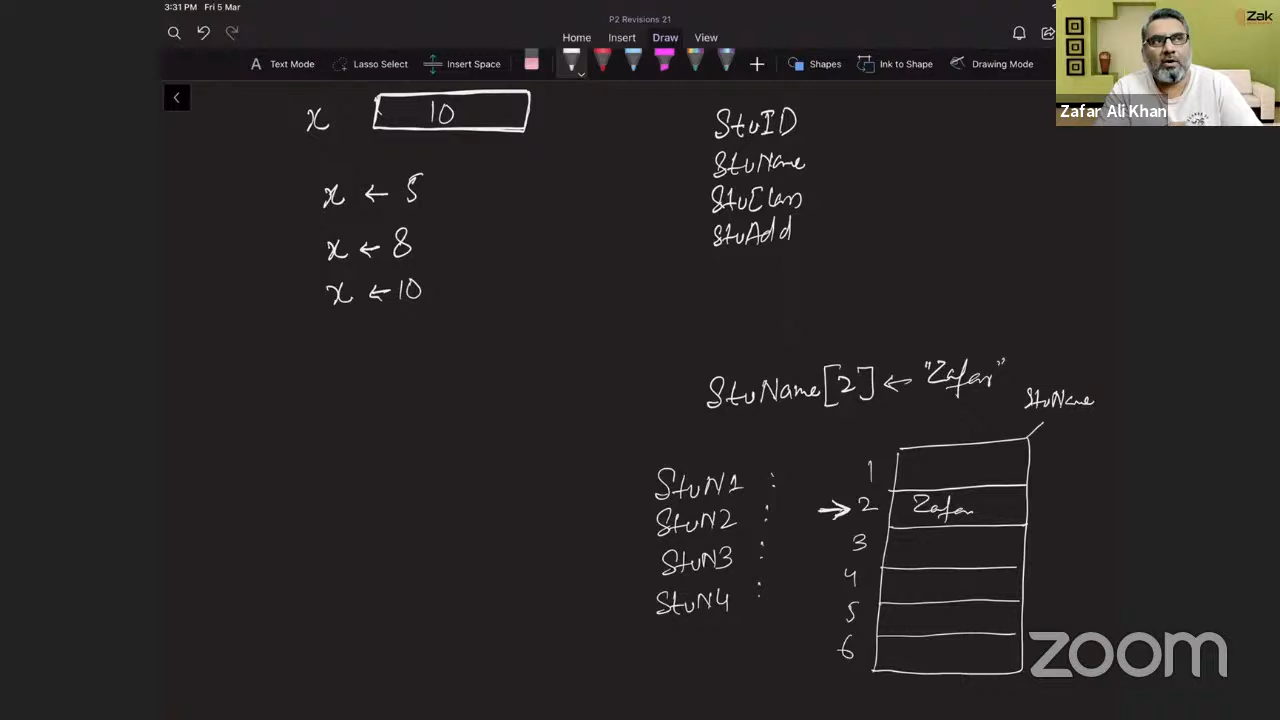 3:31 PM Fri 5 Mar
P2 Revisions 21
Home Insert Draw View
Text Mode Lasso Select Insert Space Shapes Ink to Shape Drawing Mode
Zak
Zafar Ali Khan
x 10
x ← 5
x ← 8
x ← 10
StuID
StuName
StuClass
StuAdd
StuName[2] ← "Zafar"
StuName
StuN1 :
StuN2 :
StuN3 :
StuN4 :
1
2 Zafar
3
4
5
6
zoom